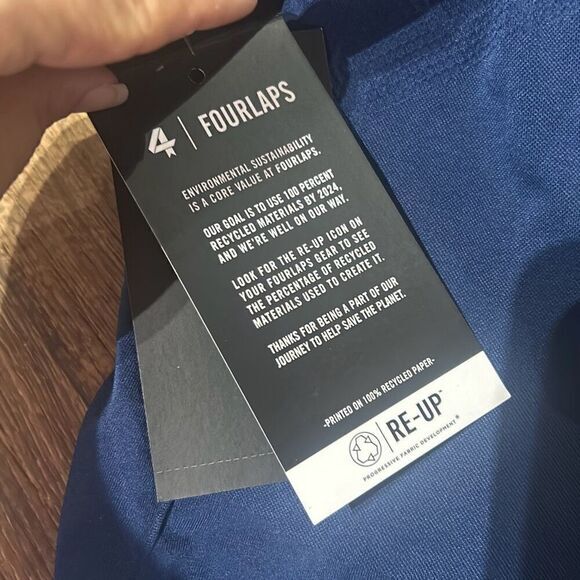 4 | FOURLAPS
ENVIRONMENTAL SUSTAINABILITY
IS A CORE VALUE AT FOURLAPS.
OUR GOAL IS TO USE 100 PERCENT
RECYCLED MATERIALS BY 2024,
AND WE'RE WELL ON OUR WAY.
LOOK FOR THE RE-UP ICON ON
YOUR FOURLAPS GEAR TO SEE
THE PERCENTAGE OF RECYCLED
MATERIALS USED TO CREATE IT.
THANKS FOR BEING A PART OF OUR
JOURNEY TO HELP SAVE THE PLANET.
-PRINTED ON 100% RECYCLED PAPER-
RE-UP™
PROGRESSIVE FABRIC DEVELOPMENT®